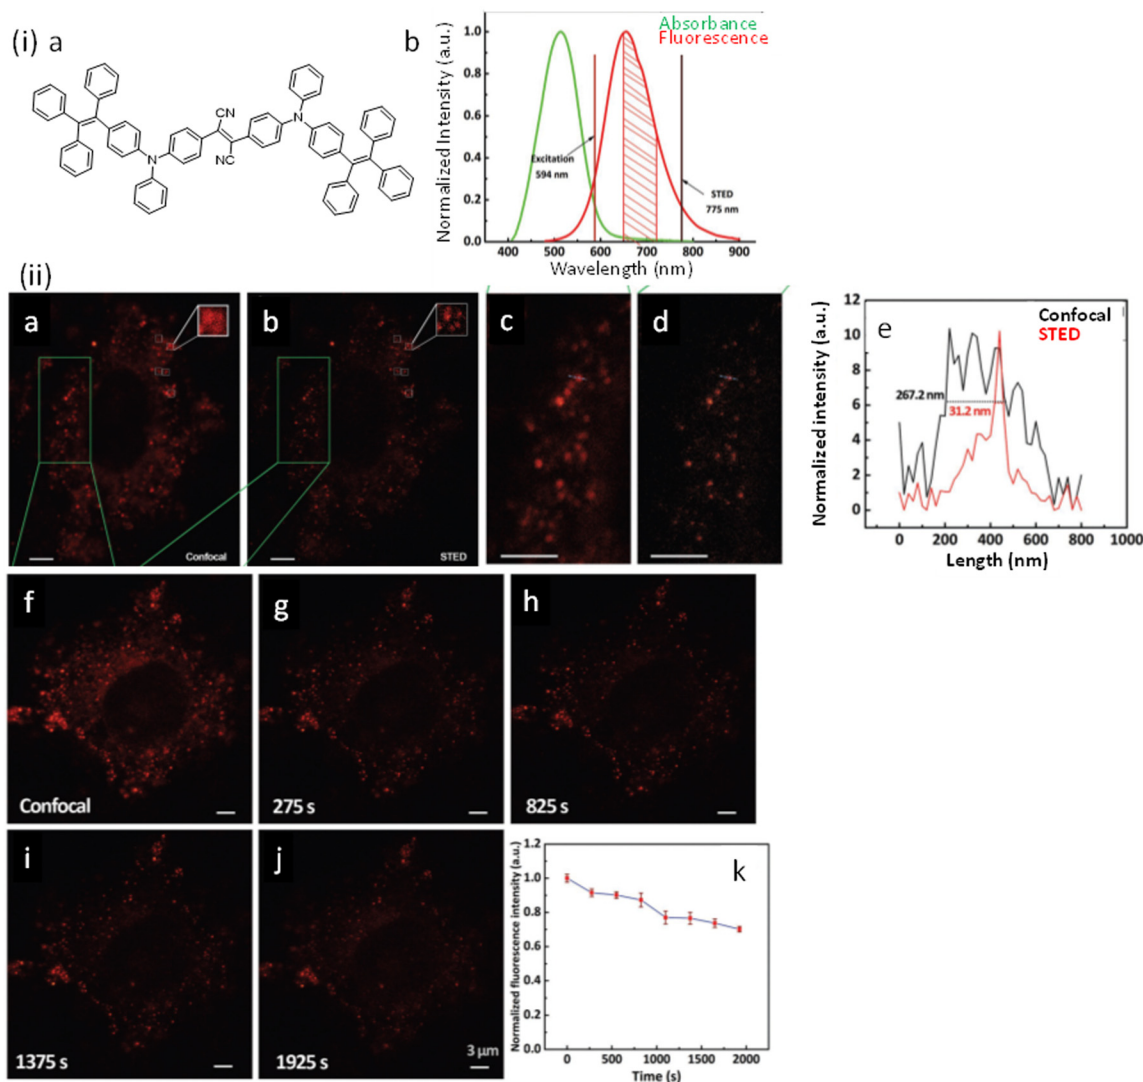 (i) a
CN
NC
N
N
b
Absorbance
Fluorescence
Normalized Intensity (a.u.)
1.0
0.8
0.6
0.4
0.2
0.0
Excitation
594 nm
STED
775 nm
400 500 600 700 800 900
Wavelength (nm)
(ii)
a
Confocal
b
STED
c
d
e
Confocal
STED
Normalized intensity (a.u.)
12
10
8
6
4
2
0
267.2 nm
31.2 nm
0 200 400 600 800 1000
Length (nm)
f
Confocal
g
275 s
h
825 s
i
1375 s
j
1925 s
3 μm
k
Normalized fluorescence intensity (a.u.)
1.2
1.0
0.8
0.6
0.4
0.2
0.0
0 500 1000 1500 2000
Time (s)